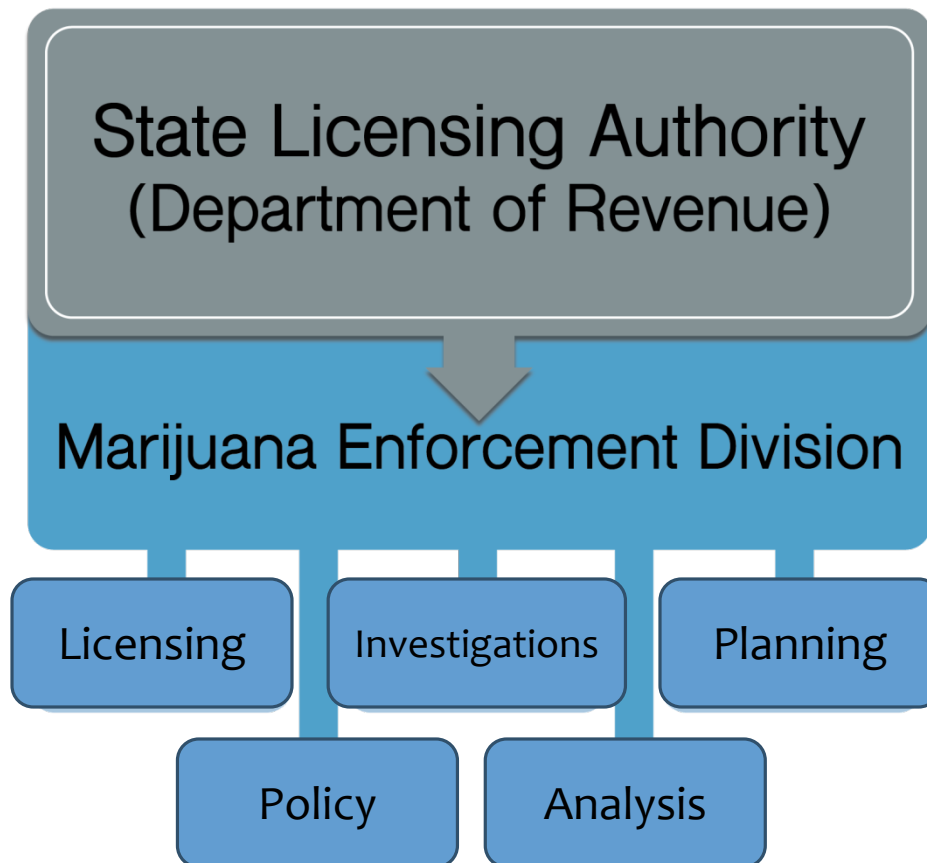 State Licensing Authority
(Department of Revenue)
Marijuana Enforcement Division
Licensing
Investigations
Planning
Policy
Analysis